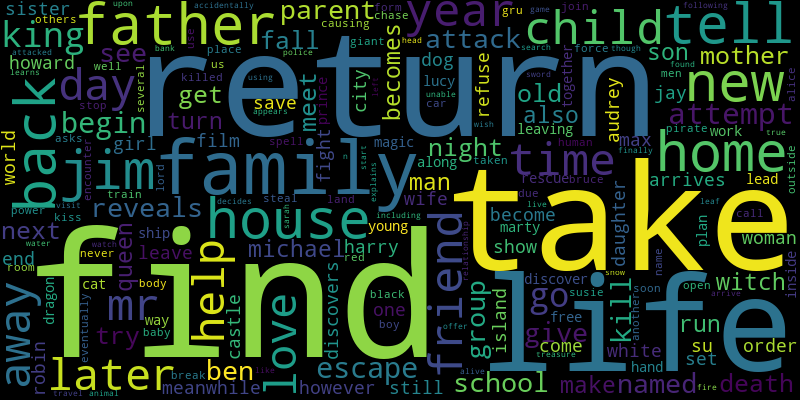 sister
others
upon
accidentally
gru
game
join
following
attacked
bank
causing
form
chase
father
parent
year
child
tell
king
see
fall
attack
howard
learns
well
use
place
head
giant
police
force
though
son
mother
day
several
killed
us
using
dog
search
together
men
found
alice
return
new
becomes
refuse
old
jay
attempt
get
save
meet
prince
city
lucy
unable
sword
back
stop
turn
appears
car
also
audrey
pirate
work
true
begin
fight
leaving
wish
asks
girl
film
spell
magic
night
time
human
max
home
finally
outside
world
jim
encounter
family
along
taken
man
rescue
bruce
arrives
lead
train
lord
start
explains
take
reveals
house
land
wife
due
live
become
daughter
leaf
call
power
visit
kiss
decides
steal
sarah
including
young
marty
plan
woman
next
ship
queen
leave
michael
harry
red
friend
relationship
show
name
discover
water
watch
never
help
love
discovers
end
find
life
group
island
go
free
susie
soon
open
witch
inside
room
cat
body
black
another
snow
arrive
away
dragon
eventually
mr
way
castle
one
boy
offer
give
kill
run
try
baby
come
white
su
order
robin
treasure
hand
set
later
break
ben
like
escape
alive
meanwhile
however
still
school
make
named
fire
death
travel
animal